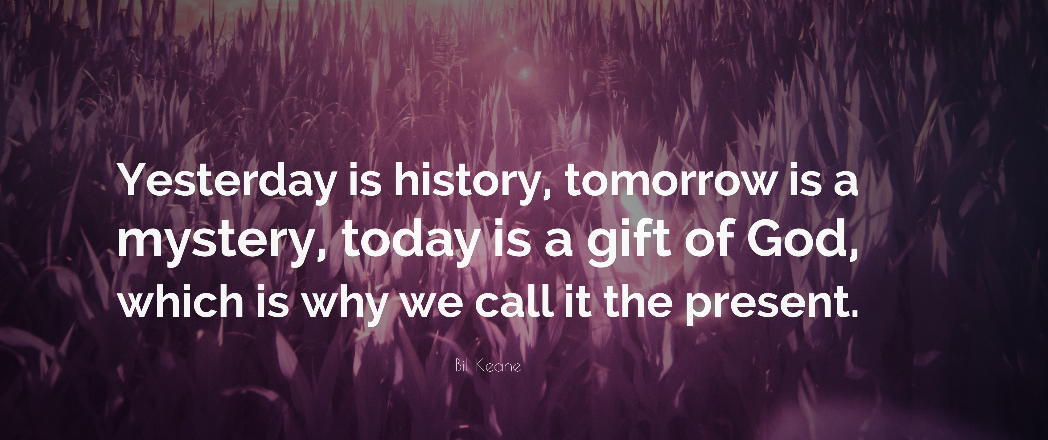 Yesterday is history, tomorrow is a
mystery, today is a gift of God,
which is why we call it the present.
Bil Keane